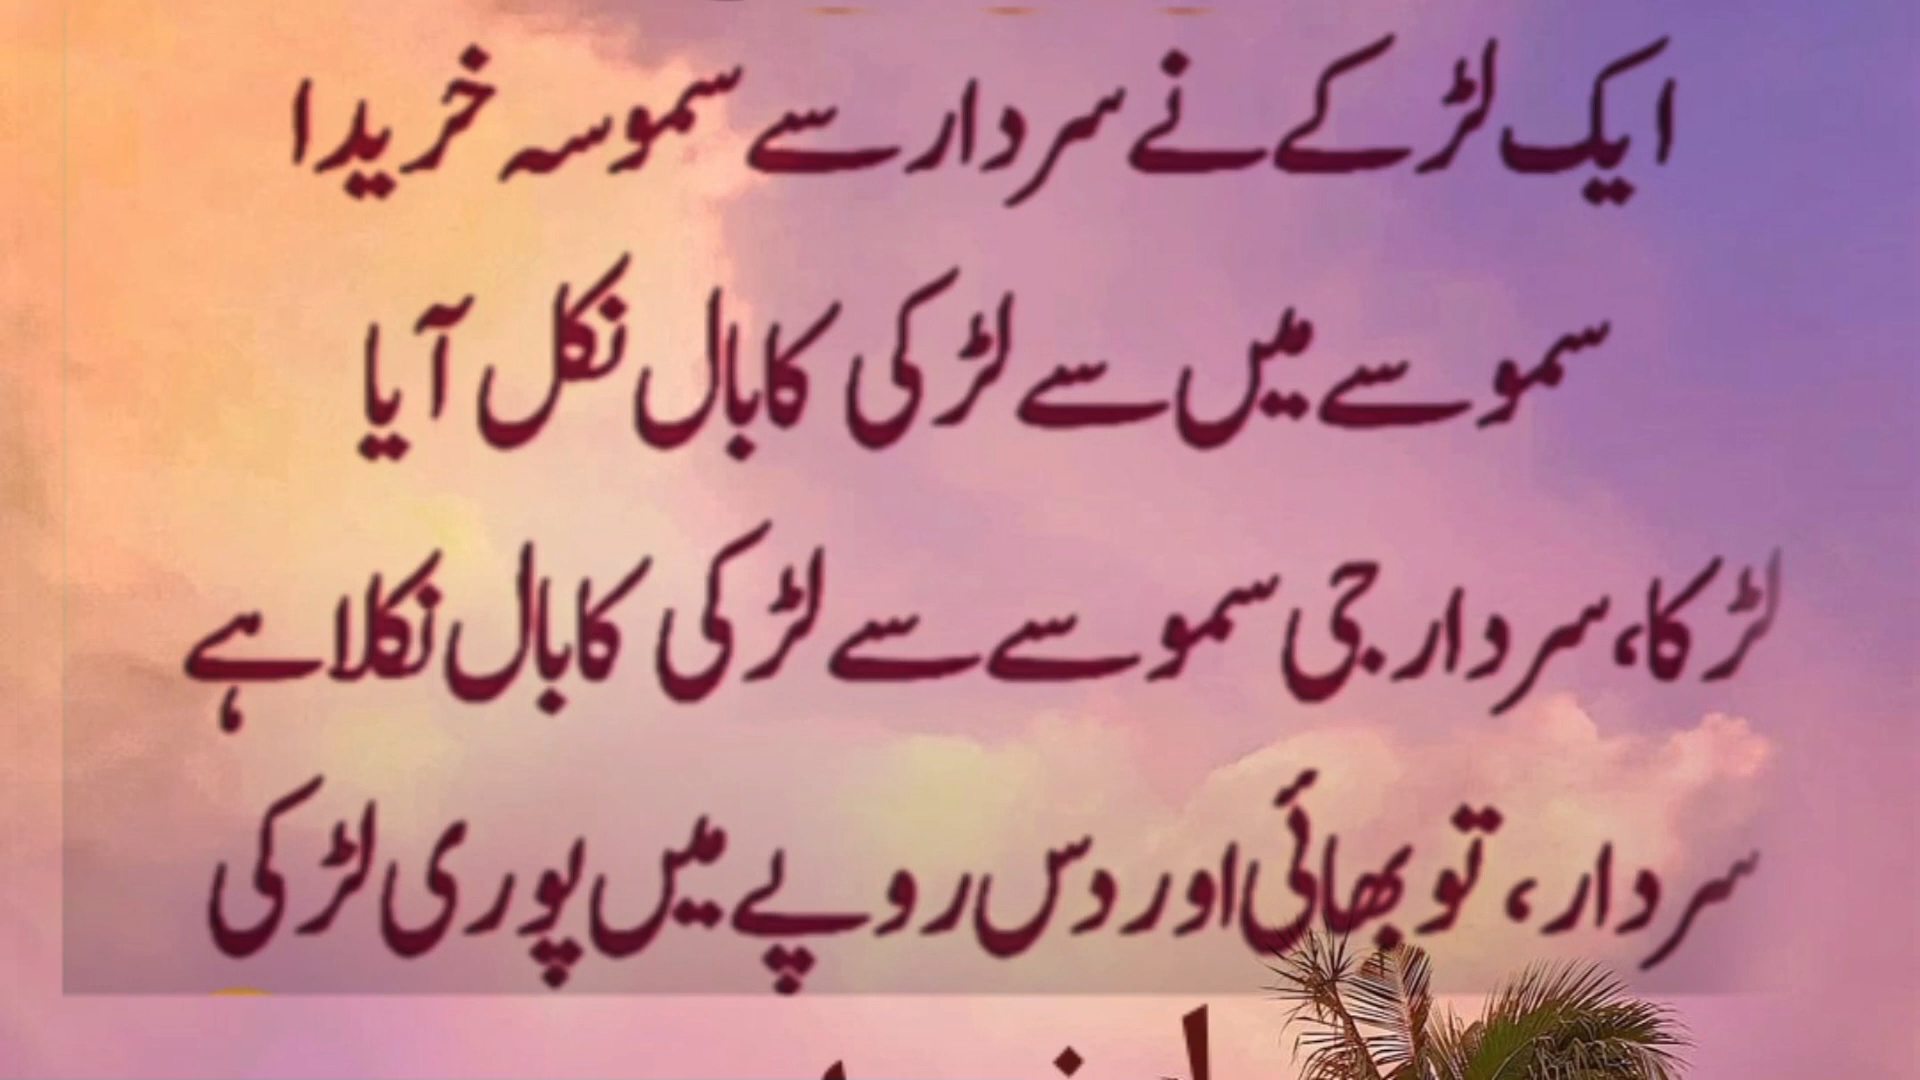 ایک لڑکے نے سردار سے سموسہ خریدا
سموسے میں سے لڑکی کا بال نکل آیا
لڑکا، سردار جی سموسے سے لڑکی کا بال نکلا ہے
سردار، تو بھائی اور دس روپے میں پوری لڑکی